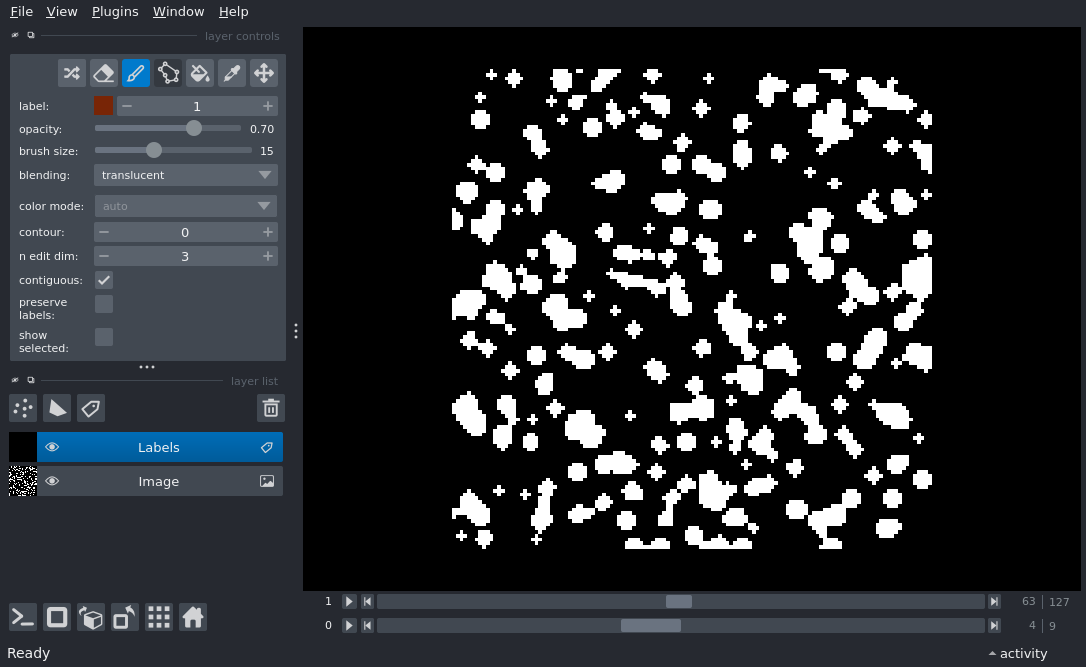 File View Plugins Window Help
layer controls
label: 1
opacity: 0.70
brush size: 15
blending: translucent
color mode: auto
contour: 0
n edit dim: 3
contiguous:
preserve
labels:
show
selected:
layer list
Labels
Image
1 63 127
0 4 9
Ready activity